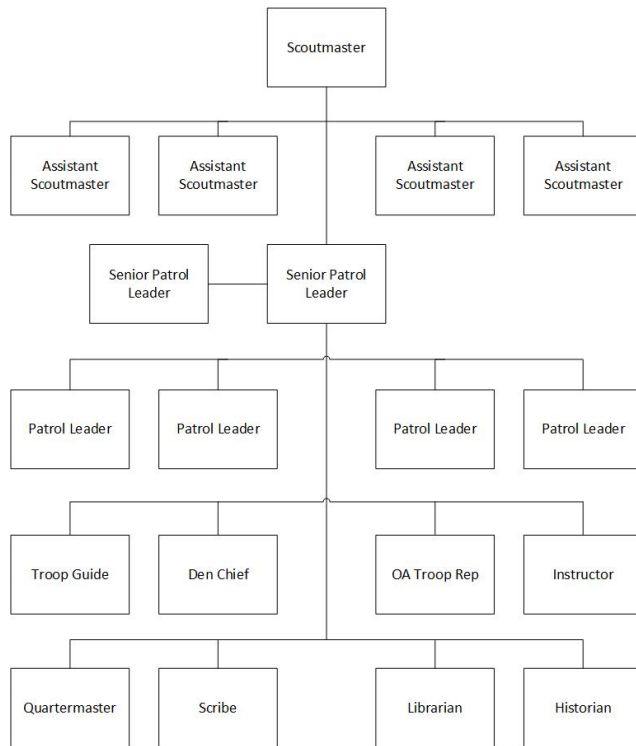 Scoutmaster
Assistant
Scoutmaster
Assistant
Scoutmaster
Assistant
Scoutmaster
Assistant
Scoutmaster
Senior Patrol
Leader
Senior Patrol
Leader
Patrol Leader
Patrol Leader
Patrol Leader
Patrol Leader
Troop Guide
Den Chief
OA Troop Rep
Instructor
Quartermaster
Scribe
Librarian
Historian